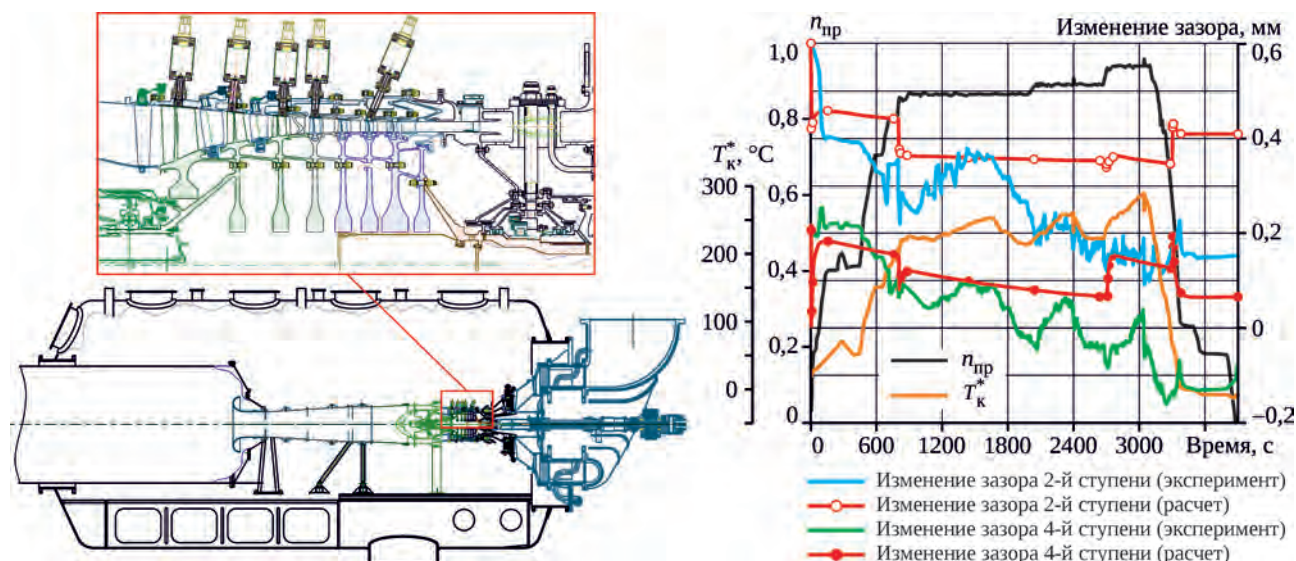 n_пр
Изменение зазора, мм
1,0
0,6
0,8
0,4
T*_к, °C
300
0,6
200
0,2
0,4
100
0
0,2
n_пр
T*_к
0
0
–0,2
0 600 1200 1800 2400 3000 Время, с
Изменение зазора 2-й ступени (эксперимент)
Изменение зазора 2-й ступени (расчет)
Изменение зазора 4-й ступени (эксперимент)
Изменение зазора 4-й ступени (расчет)